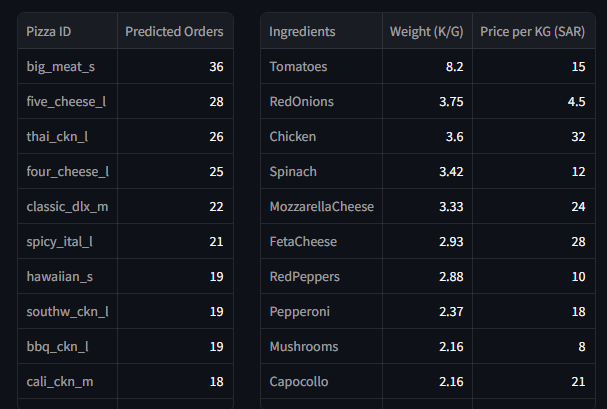 Pizza ID Predicted Orders
big_meat_s 36
five_cheese_l 28
thai_ckn_l 26
four_cheese_l 25
classic_dlx_m 22
spicy_ital_l 21
hawaiian_s 19
southw_ckn_l 19
bbq_ckn_l 19
cali_ckn_m 18
Ingredients Weight (K/G) Price per KG (SAR)
Tomatoes 8.2 15
RedOnions 3.75 4.5
Chicken 3.6 32
Spinach 3.42 12
MozzarellaCheese 3.33 24
FetaCheese 2.93 28
RedPeppers 2.88 10
Pepperoni 2.37 18
Mushrooms 2.16 8
Capocollo 2.16 21